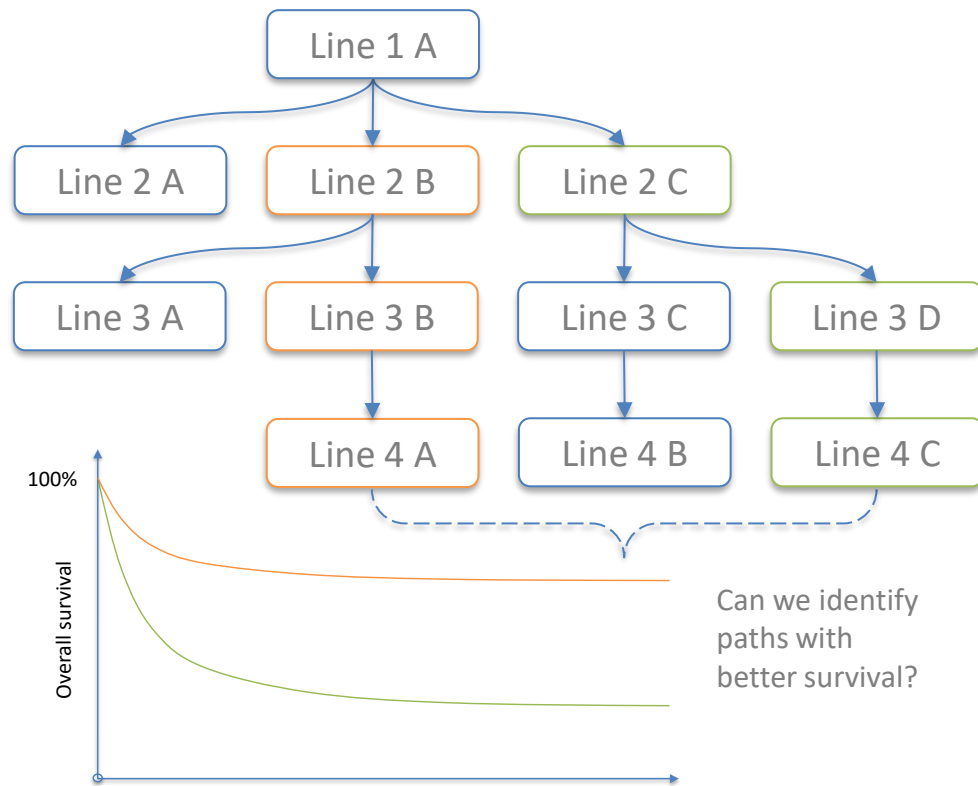 Line 1 A
Line 2 A
Line 2 B
Line 2 C
Line 3 A
Line 3 B
Line 3 C
Line 3 D
Line 4 A
Line 4 B
Line 4 C
100%
Overall survival
Can we identify
paths with
better survival?